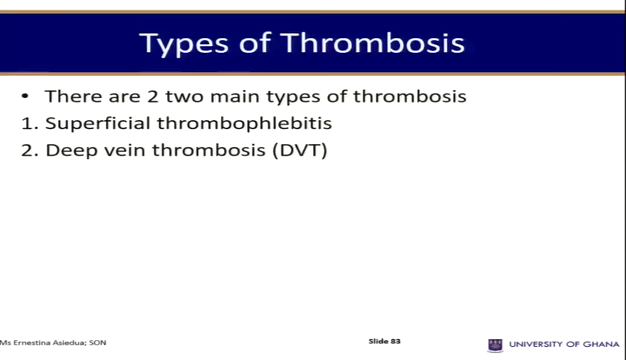 Types of Thrombosis
• There are 2 two main types of thrombosis
1. Superficial thrombophlebitis
2. Deep vein thrombosis (DVT)
Ms Ernestina Asiedua; SON
Slide 83
UNIVERSITY OF GHANA